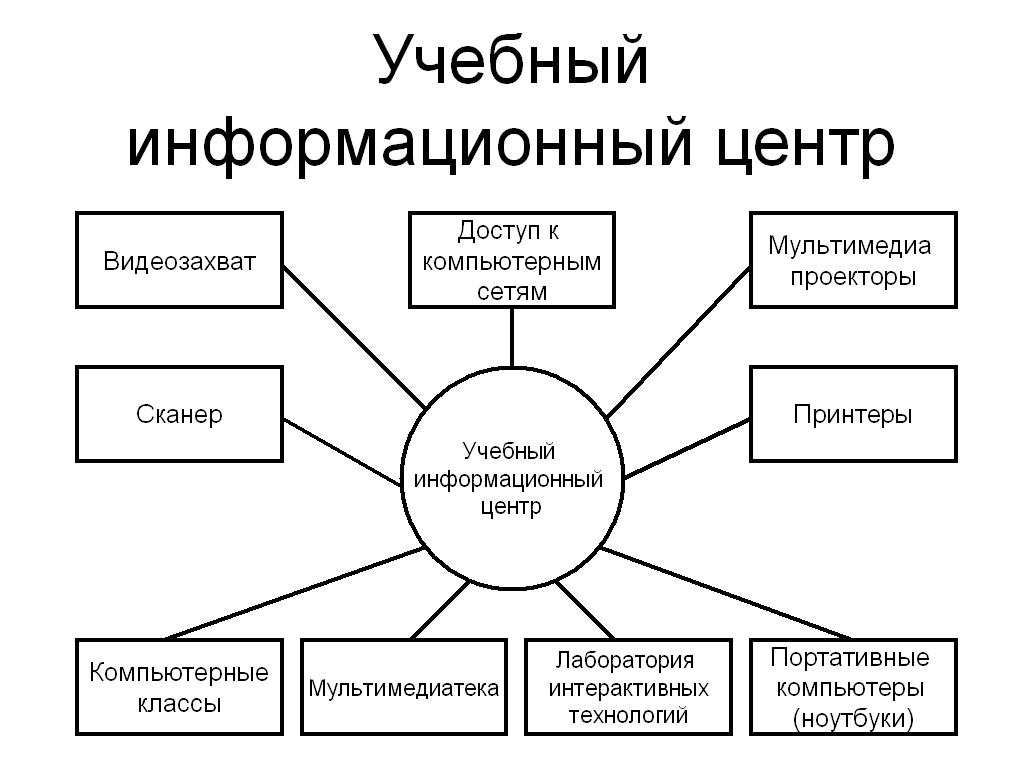 Учебный
информационный центр
Видеозахват
Доступ к
компьютерным
сетям
Мультимедиа
проекторы
Сканер
Учебный
информационный
центр
Принтеры
Компьютерные
классы
Мультимедиатека
Лаборатория
интерактивных
технологий
Портативные
компьютеры
(ноутбуки)